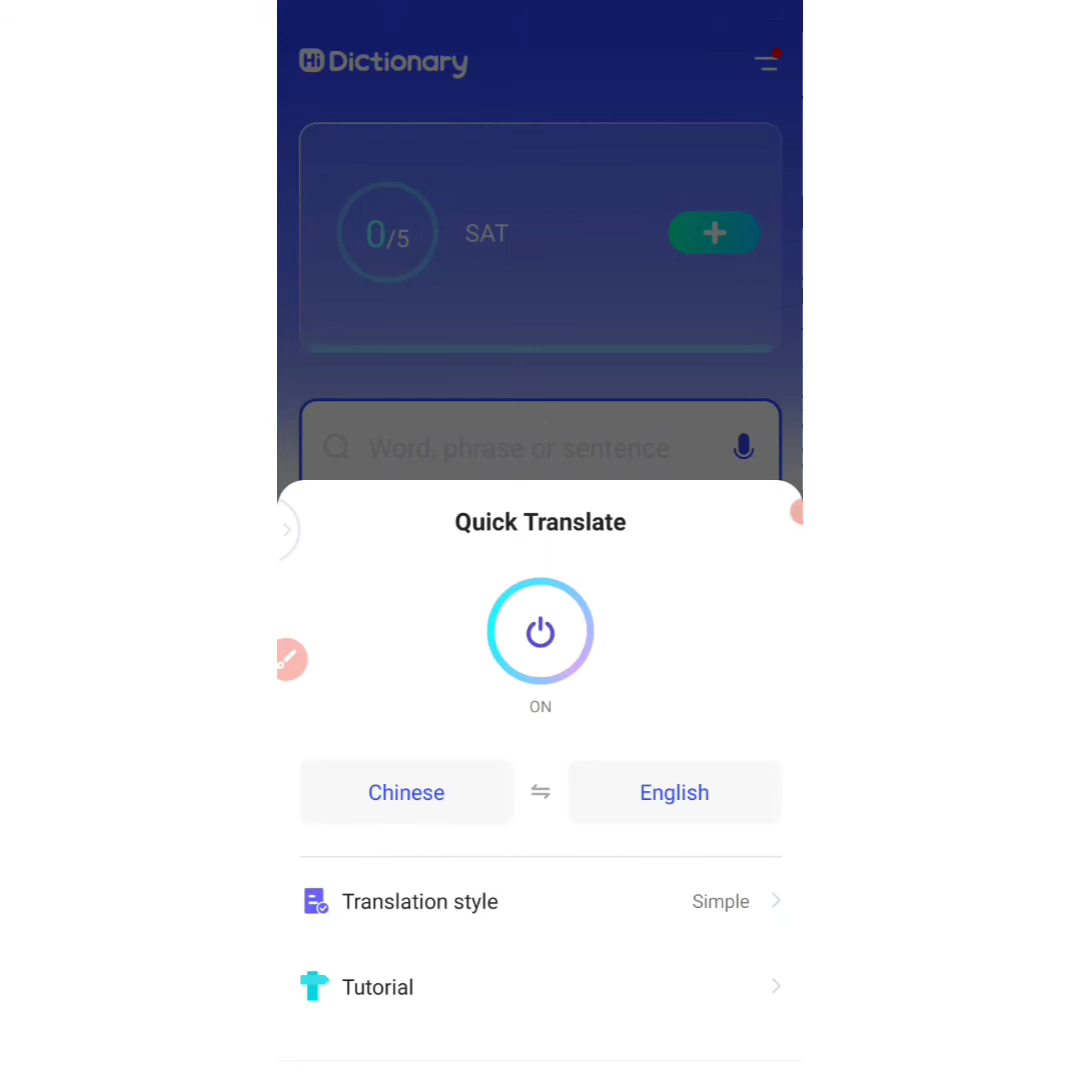 Hi Dictionary
0/5 SAT
Word, phrase or sentence
Quick Translate
ON
Chinese English
Translation style Simple
Tutorial